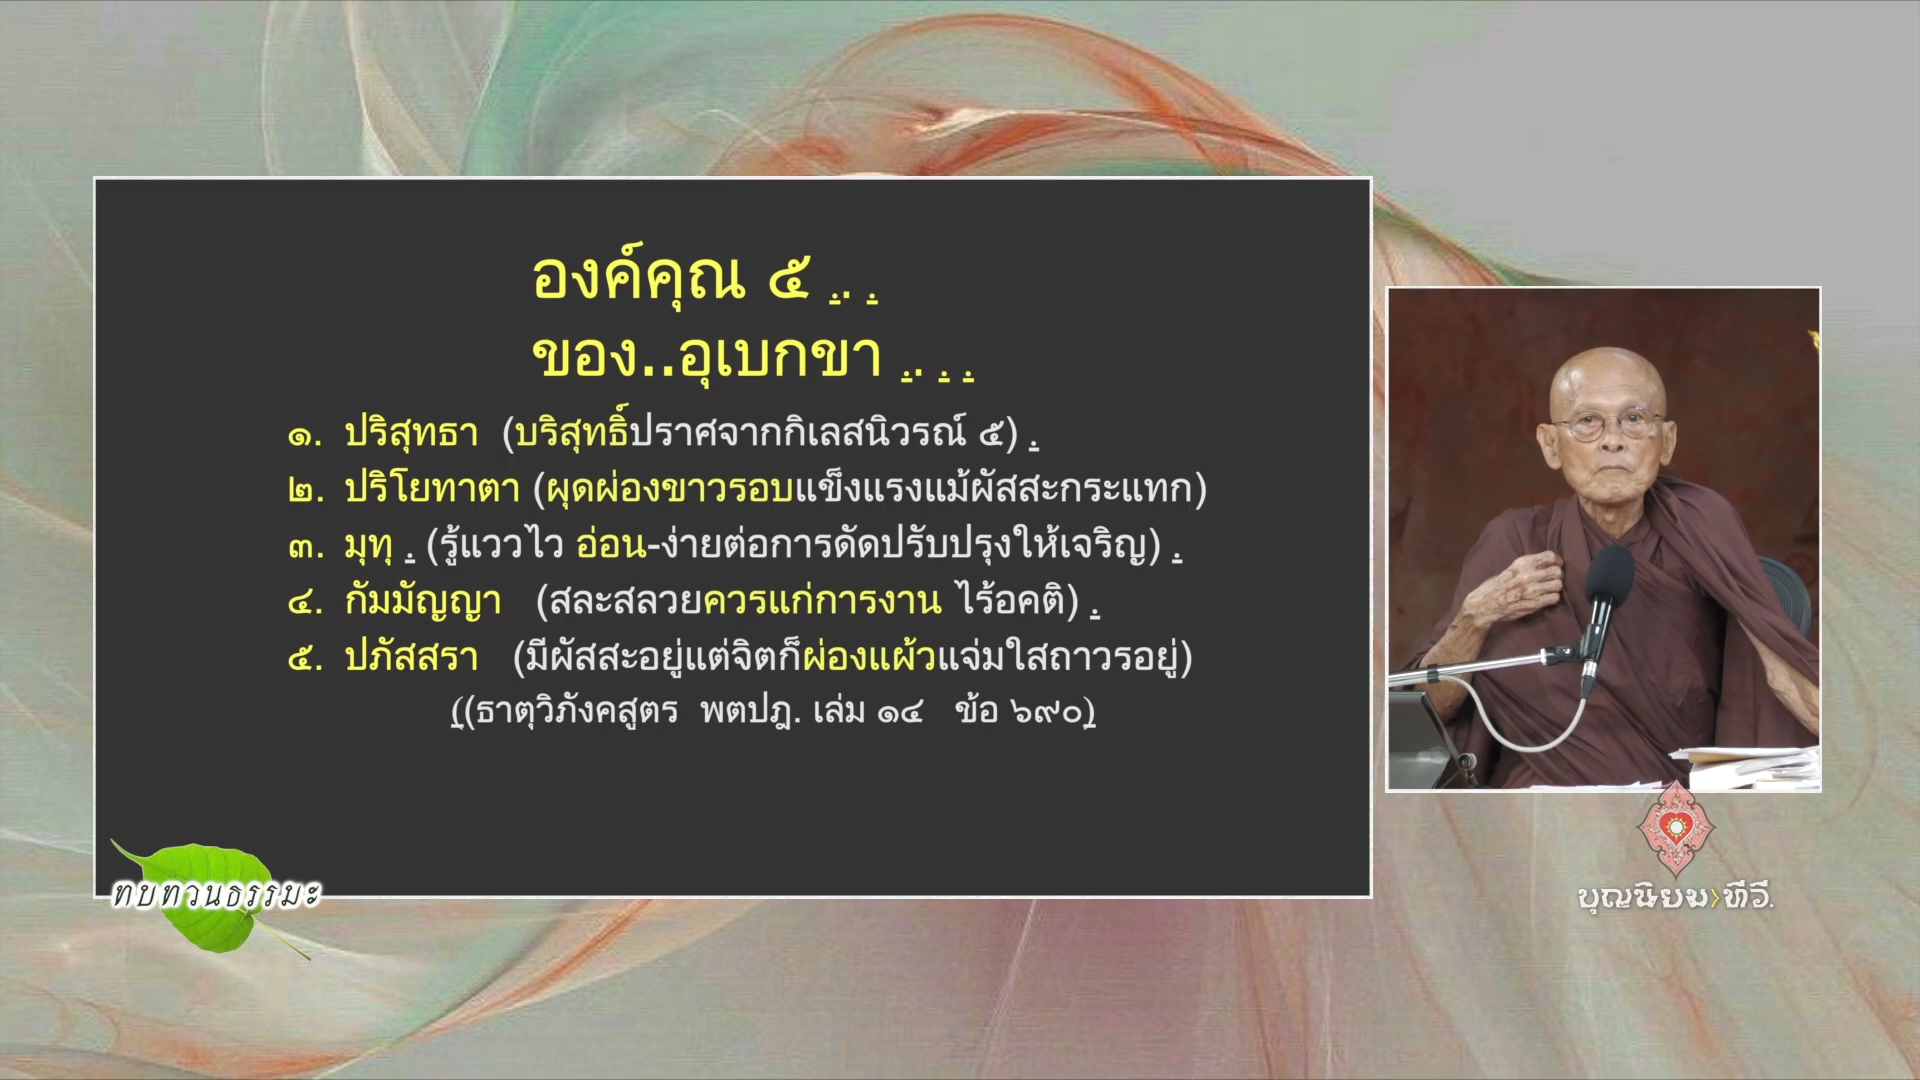 องค์คุณ ๕ .. .
ของ..อุเบกขา .. . .
๑. ปริสุทธา (บริสุทธิ์ปราศจากกิเลสนิวรณ์ ๕) .
๒. ปริโยทาตา (ผุดผ่องขาวรอบแข็งแรงแม้ผัสสะกระแทก)
๓. มุทุ . (รู้แววไว อ่อน-ง่ายต่อการดัดปรับปรุงให้เจริญ) .
๔. กัมมัญญา (สละสลวยควรแก่การงาน ไร้อคติ) .
๕. ปภัสสรา (มีผัสสะอยู่แต่จิตก็ผ่องแผ้วแจ่มใสถาวรอยู่)
((ธาตุวิภังคสูตร พตปฎ. เล่ม ๑๔ ข้อ ๖๙๐)
ทบทวนธรรมะ
บุญนิยม>ทีวี.